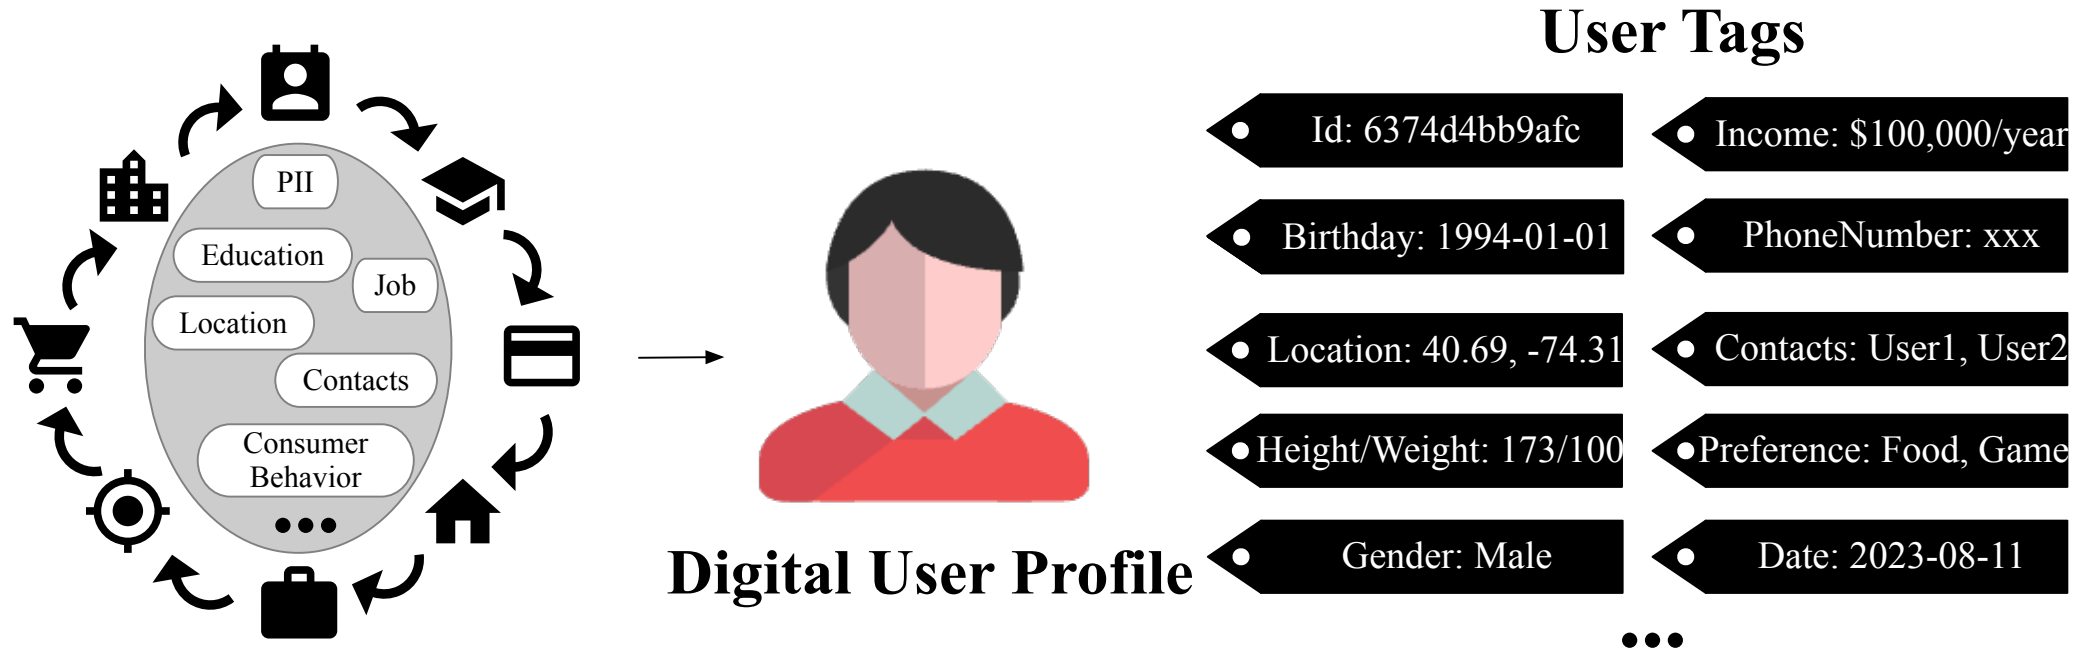 PII
Education
Job
Location
Contacts
Consumer
Behavior
Digital User Profile
User Tags
Id: 6374d4bb9afc
Income: $100,000/year
Birthday: 1994-01-01
PhoneNumber: xxx
Location: 40.69, -74.31
Contacts: User1, User2
Height/Weight: 173/100
Preference: Food, Game
Gender: Male
Date: 2023-08-11